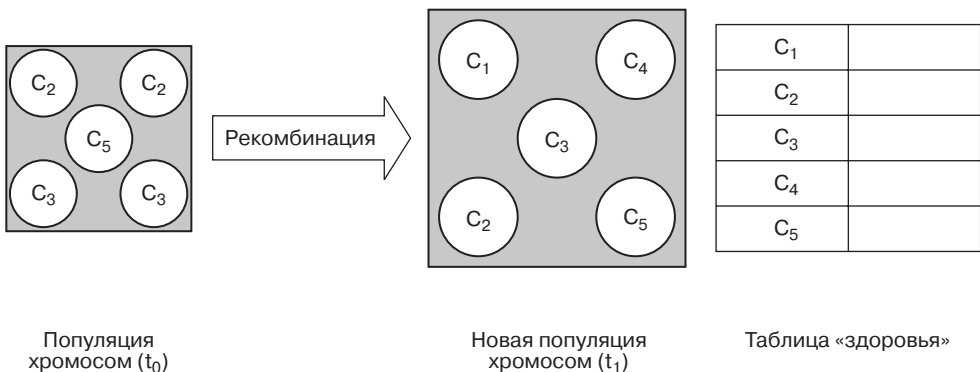 C₂ C₂
C₅
C₃ C₃
Рекомбинация
C₁ C₄
C₃
C₂ C₅
C₁
C₂
C₃
C₄
C₅
Популяция
хромосом (t₀)
Новая популяция
хромосом (t₁)
Таблица «здоровья»